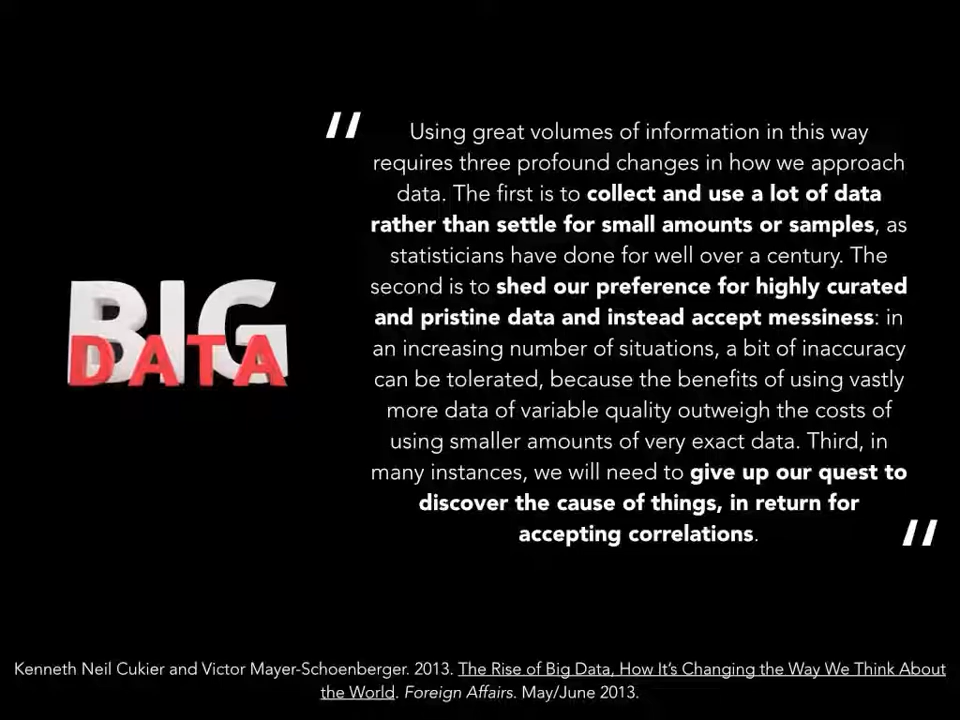 BIG
DATA
"
Using great volumes of information in this way
requires three profound changes in how we approach
data. The first is to collect and use a lot of data
rather than settle for small amounts or samples, as
statisticians have done for well over a century. The
second is to shed our preference for highly curated
and pristine data and instead accept messiness: in
an increasing number of situations, a bit of inaccuracy
can be tolerated, because the benefits of using vastly
more data of variable quality outweigh the costs of
using smaller amounts of very exact data. Third, in
many instances, we will need to give up our quest to
discover the cause of things, in return for
accepting correlations.
"
Kenneth Neil Cukier and Victor Mayer-Schoenberger. 2013. The Rise of Big Data, How It's Changing the Way We Think About
the World. Foreign Affairs. May/June 2013.